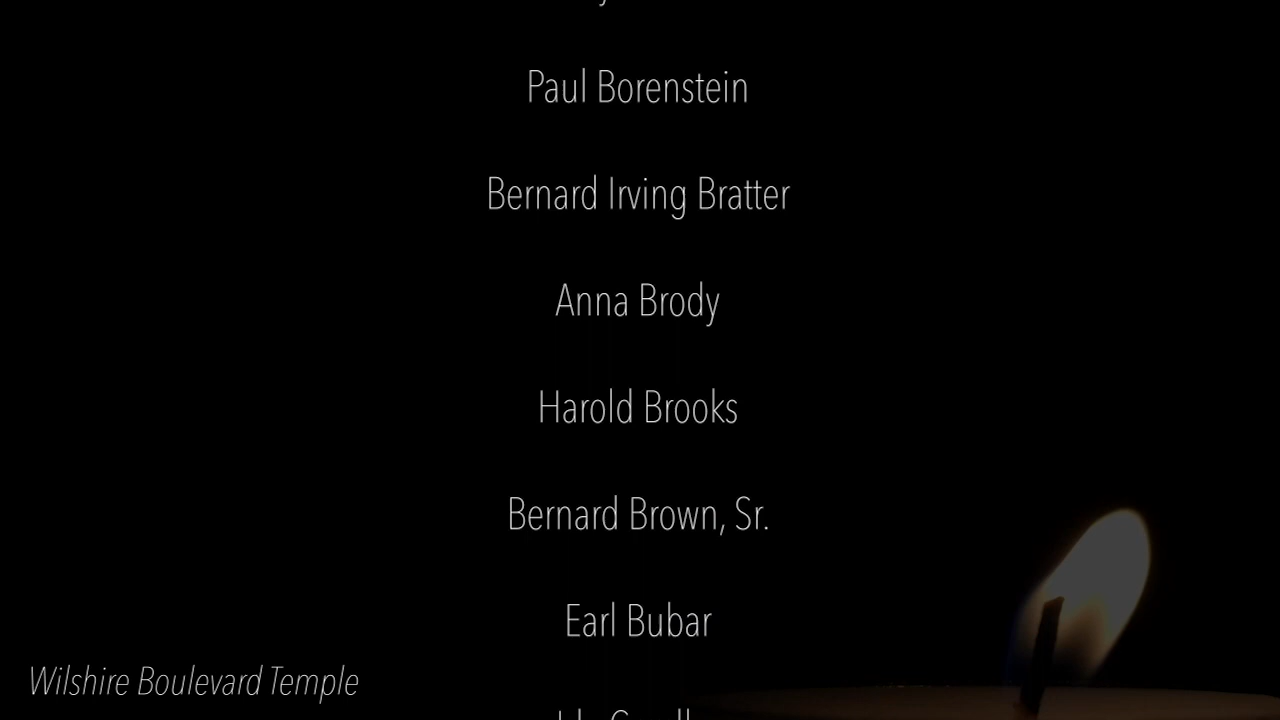 Paul Borenstein
Bernard Irving Bratter
Anna Brody
Harold Brooks
Bernard Brown, Sr.
Earl Bubar
Wilshire Boulevard Temple